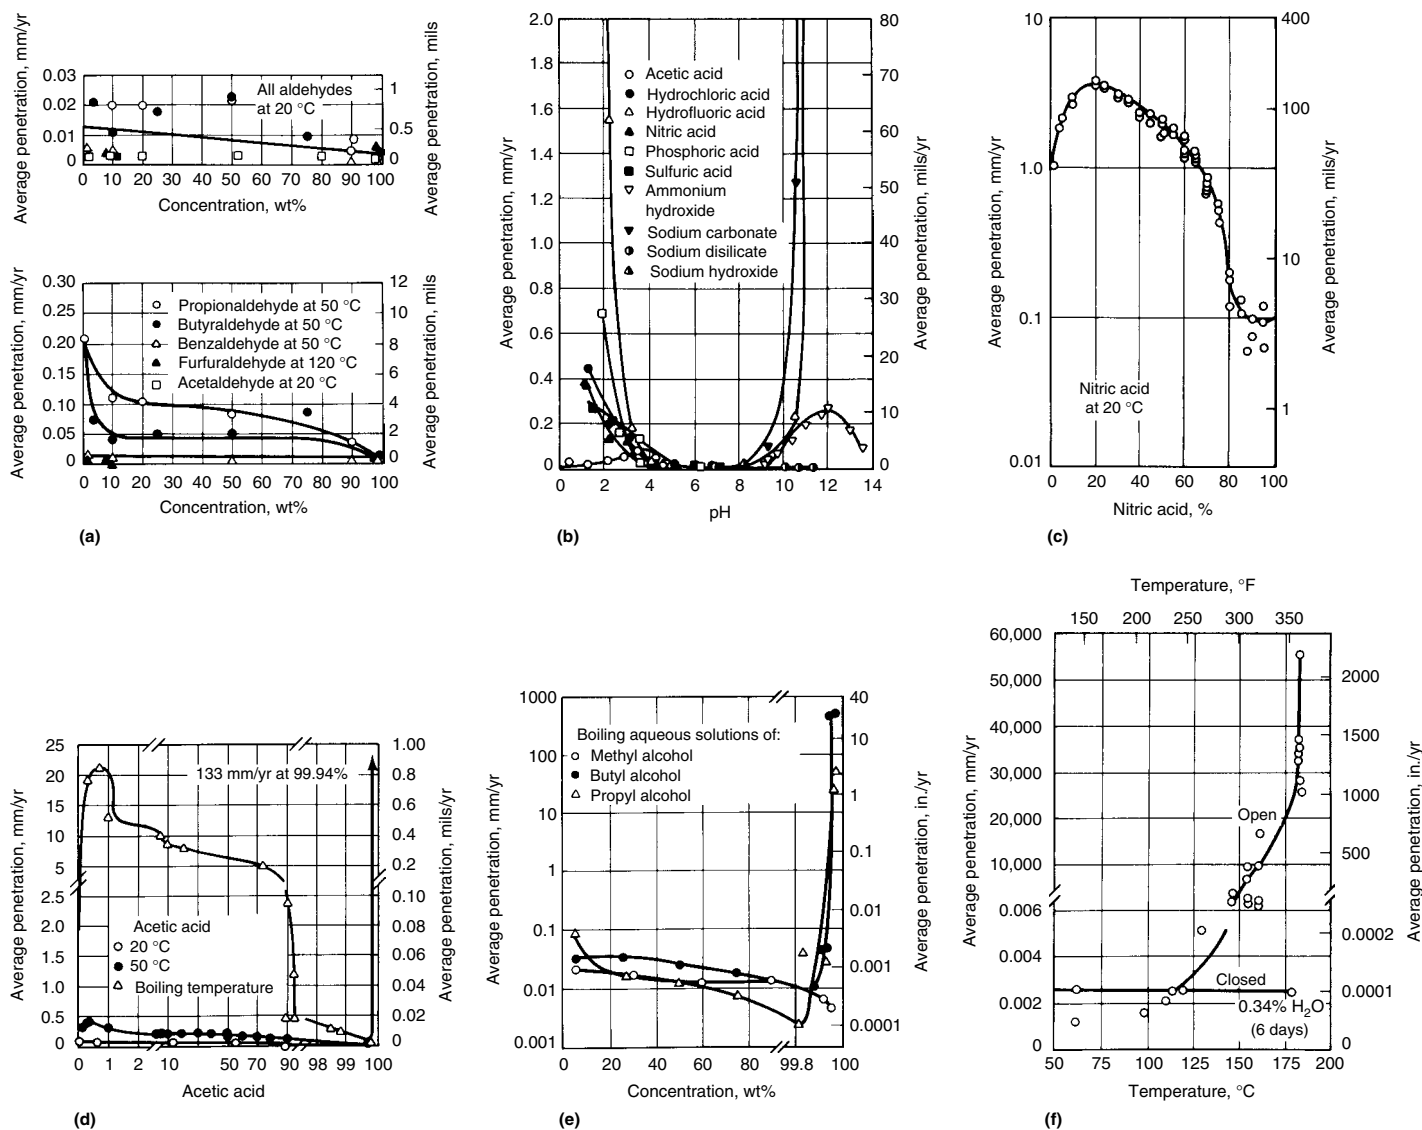 Average penetration, mm/yr
0.03
0.02
0.01
0
All aldehydes
at 20 °C
1
0.5
0
Average penetration, mils
0 10 20 30 40 50 60 70 80 90 100
Concentration, wt%
Average penetration, mm/yr
0.30
0.25
0.20
0.15
0.10
0.05
0
Propionaldehyde at 50 °C
Butyraldehyde at 50 °C
Benzaldehyde at 50 °C
Furfuraldehyde at 120 °C
Acetaldehyde at 20 °C
12
10
8
6
4
2
0
Average penetration, mils
0 10 20 30 40 50 60 70 80 90 100
Concentration, wt%
(a)
Average penetration, mm/yr
2.0
1.8
1.6
1.4
1.2
1.0
0.8
0.6
0.4
0.2
0
Acetic acid
Hydrochloric acid
Hydrofluoric acid
Nitric acid
Phosphoric acid
Sulfuric acid
Ammonium
hydroxide
Sodium carbonate
Sodium disilicate
Sodium hydroxide
80
70
60
50
40
30
20
10
0
Average penetration, mils/yr
0 2 4 6 8 10 12 14
pH
(b)
Average penetration, mm/yr
10
1.0
0.1
0.01
Nitric acid
at 20 °C
400
100
10
1
Average penetration, mils/yr
0 20 40 60 80 100
Nitric acid, %
(c)
Average penetration, mm/yr
25
20
15
10
5
2.5
2.0
1.5
1.0
0.5
0
133 mm/yr at 99.94%
Acetic acid
20 °C
50 °C
Boiling temperature
1.00
0.8
0.6
0.4
0.2
0.10
0.08
0.06
0.04
0.02
0
Average penetration, mils/yr
0 1 2 10 50 70 90 98 99 100
Acetic acid
(d)
Average penetration, mm/yr
1000
100
10
1
0.1
0.01
0.001
Boiling aqueous solutions of:
Methyl alcohol
Butyl alcohol
Propyl alcohol
40
10
1
0.1
0.01
0.001
0.0001
Average penetration, in./yr
0 20 40 60 80 99.8 100
Concentration, wt%
(e)
Temperature, °F
150 200 250 300 350
Average penetration, mm/yr
60,000
50,000
40,000
30,000
20,000
10,000
0.006
0.004
0.002
0
Open
Closed
0.34% H₂O
(6 days)
2000
1500
1000
500
0.0002
0.0001
0
Average penetration, in./yr
50 75 100 125 150 175 200
Temperature, °C
(f)